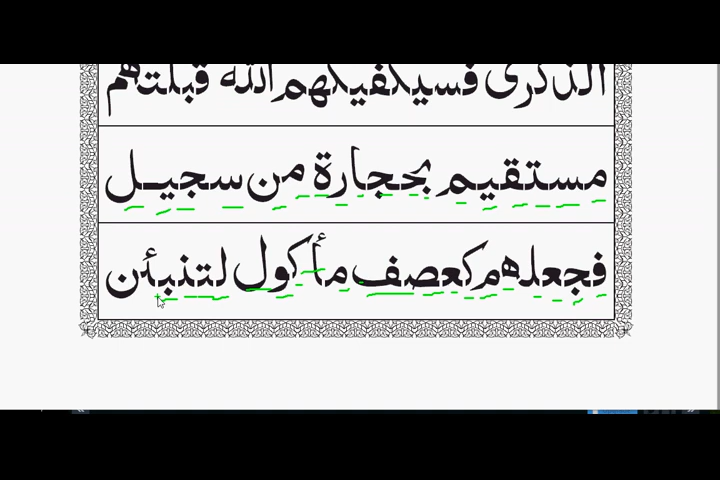 الذكرى فسيكفيكهم الله قبلتهم
مستقيم بحجارة من سجيل
فجعلهم كعصف مأكول لتنبئن